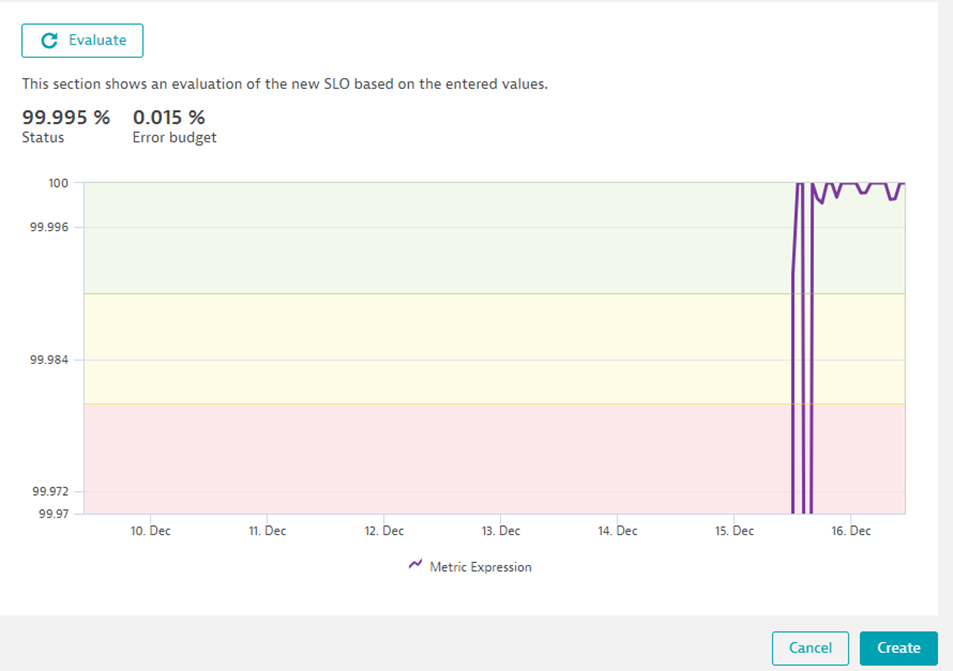 Evaluate
This section shows an evaluation of the new SLO based on the entered values.
99.995 % 0.015 %
Status Error budget
100
99.996
99.984
99.972
99.97
10. Dec 11. Dec 12. Dec 13. Dec 14. Dec 15. Dec 16. Dec
Metric Expression
Cancel Create